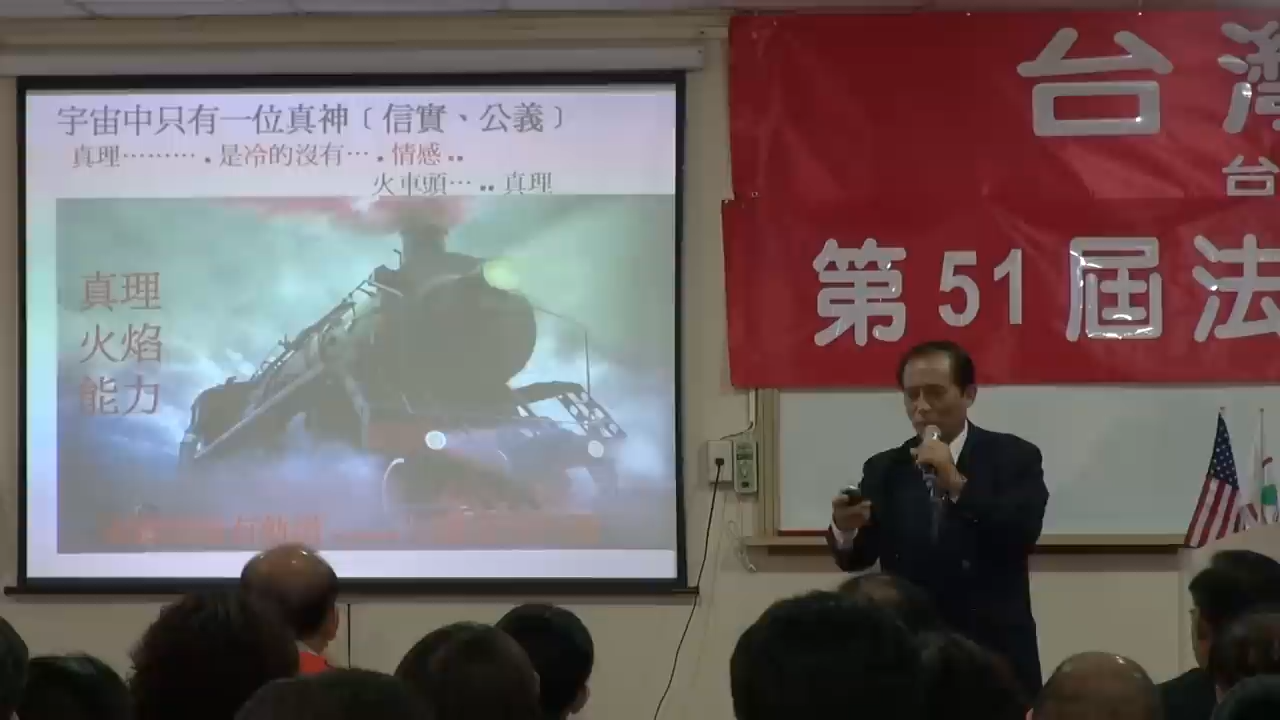 宇宙中只有一位真神﹝信實、公義﹞
真理………．是冷的沒有…．情感..
火車頭…..真理
真理
火焰
能力
台灣
台
第51屆法